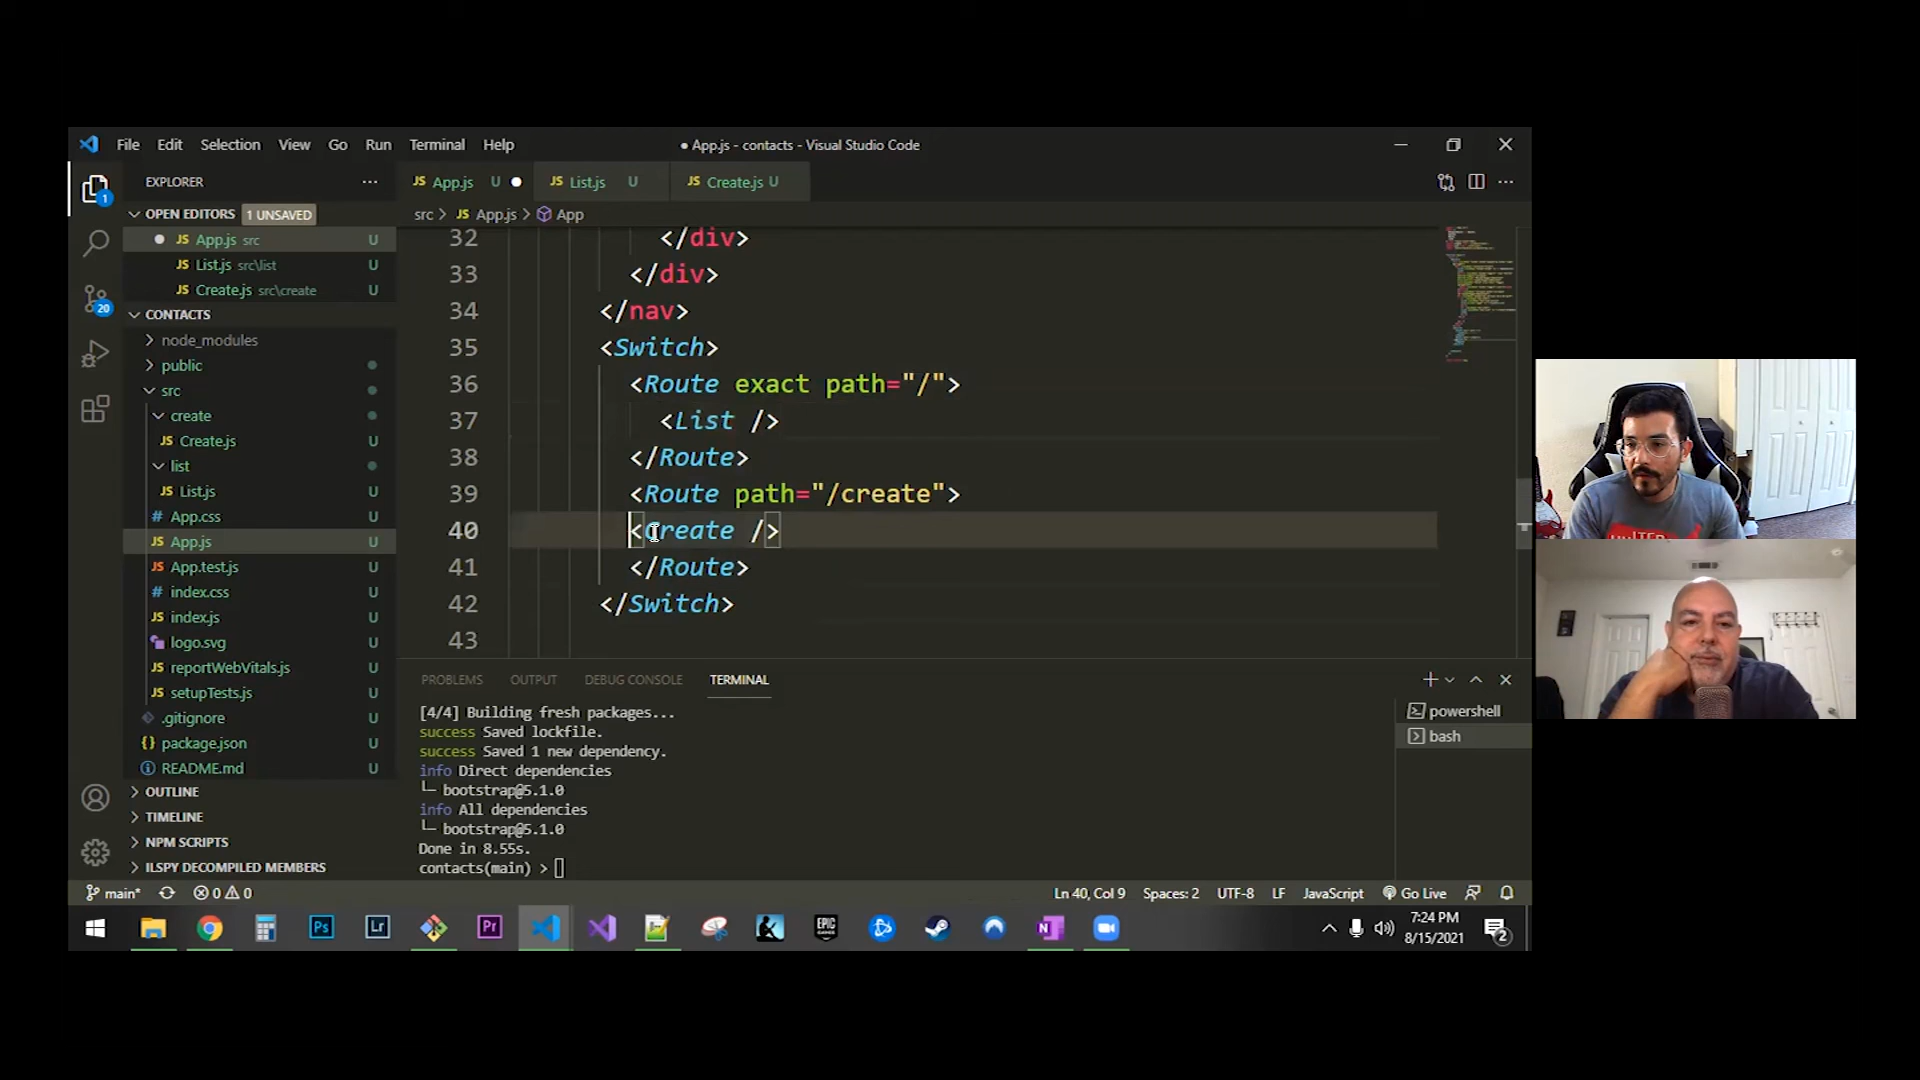 File Edit Selection View Go Run Terminal Help
● App.js - contacts - Visual Studio Code
EXPLORER
JS App.js U ●
JS List.js U
JS Create.js U
OPEN EDITORS 1 UNSAVED
src > JS App.js > App
● JS App.js src U
JS List.js src\list U
JS Create.js src\create U
CONTACTS
node_modules
public
src
create
JS Create.js U
list
JS List.js U
# App.css U
JS App.js U
JS App.test.js U
# index.css U
JS index.js U
logo.svg U
JS reportWebVitals.js U
JS setupTests.js U
.gitignore U
{} package.json U
README.md U
OUTLINE
TIMELINE
NPM SCRIPTS
ILSPY DECOMPILED MEMBERS
1
20
32 </div>
33 </div>
34 </nav>
35 <Switch>
36 <Route exact path="/">
37 <List />
38 </Route>
39 <Route path="/create">
40 <Create />
41 </Route>
42 </Switch>
43
PROBLEMS OUTPUT DEBUG CONSOLE TERMINAL
[4/4] Building fresh packages...
success Saved lockfile.
success Saved 1 new dependency.
info Direct dependencies
└─ bootstrap@5.1.0
info All dependencies
└─ bootstrap@5.1.0
Done in 8.55s.
contacts(main) >
powershell
bash
main* 0 0
Ln 40, Col 9 Spaces: 2 UTF-8 LF JavaScript Go Live
Ps Lr Pr EPIC GAMES N
7:24 PM
8/15/2021
2